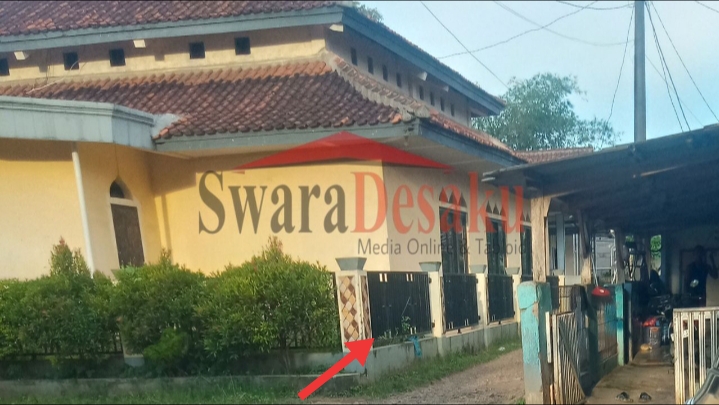 SwaraDesaku
Media Online & Tabloid